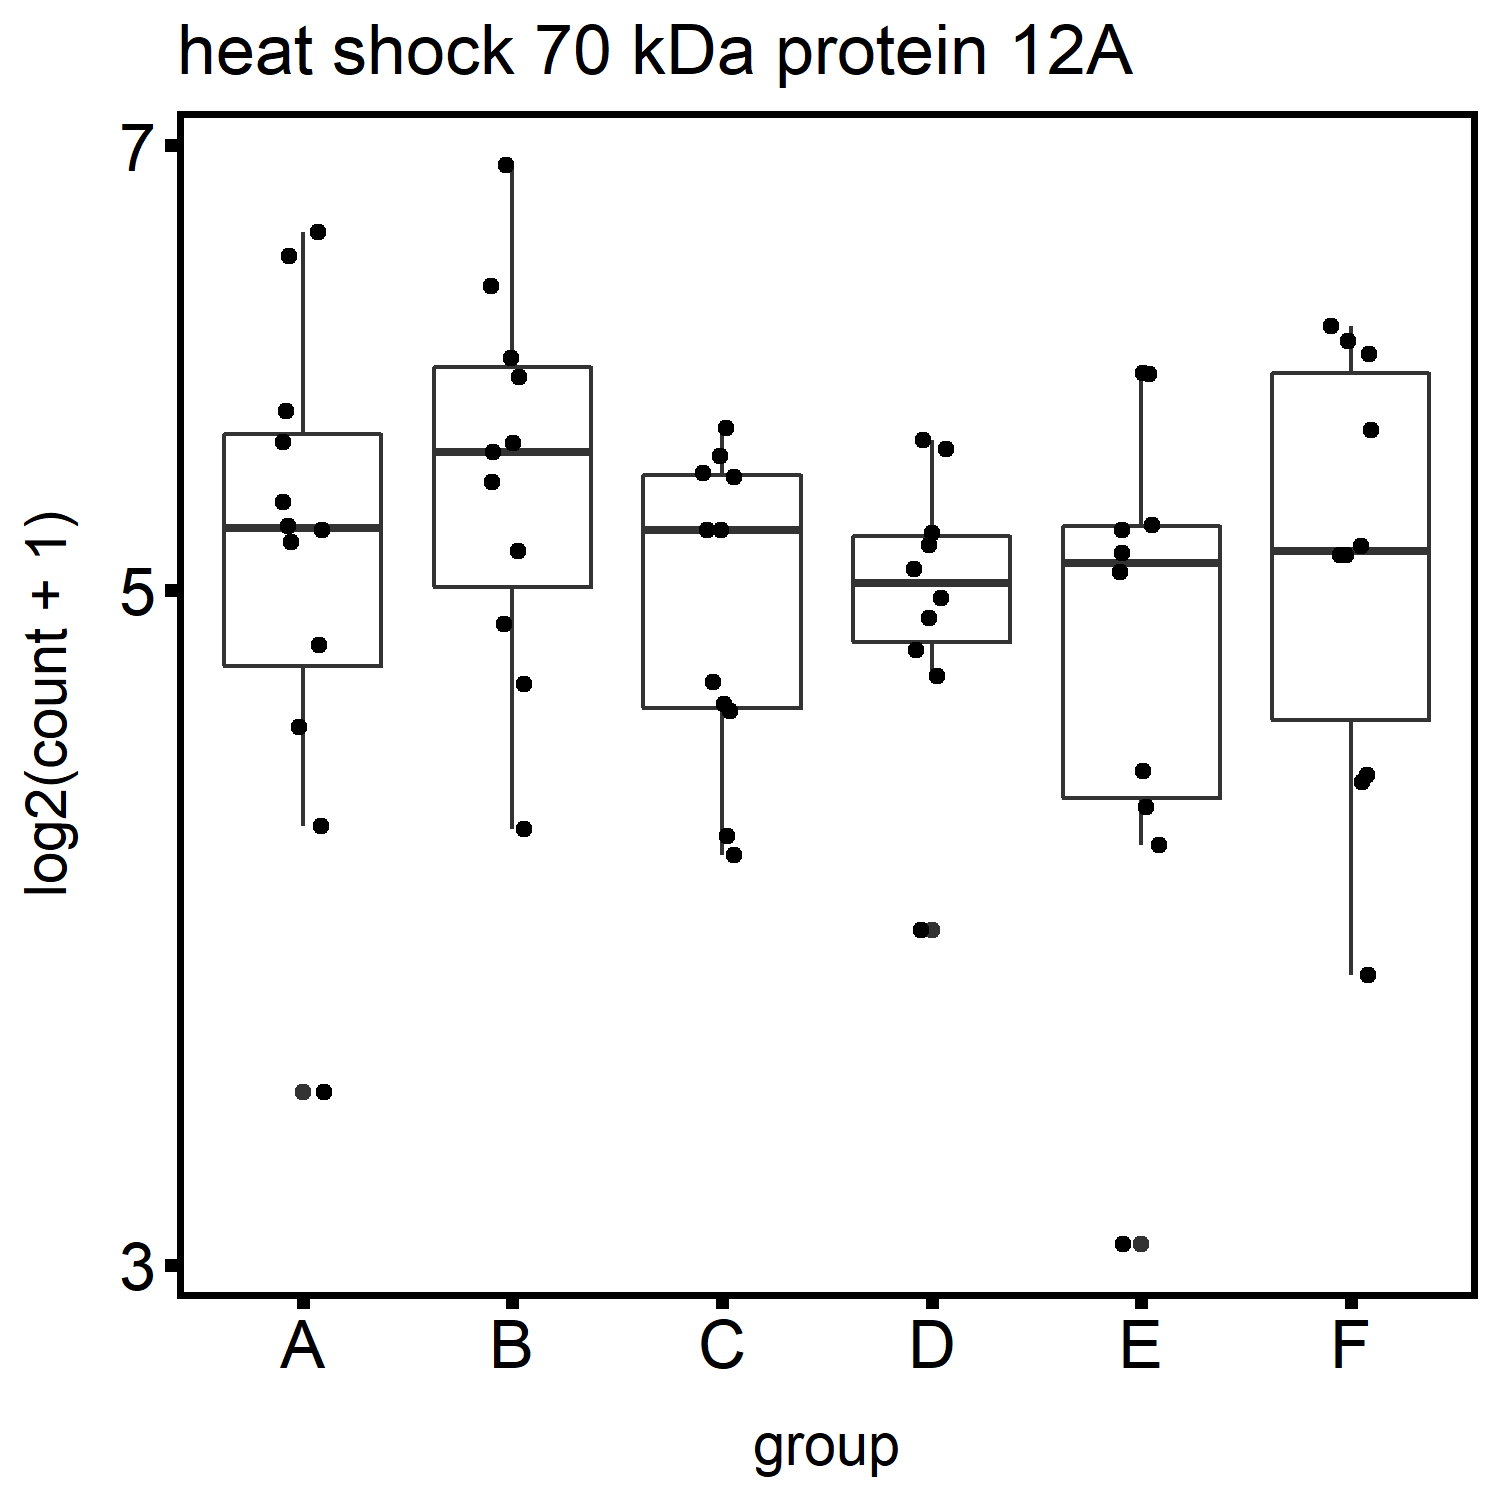 heat shock 70 kDa protein 12A
7
5
3
log2(count + 1)
A B C D E F
group